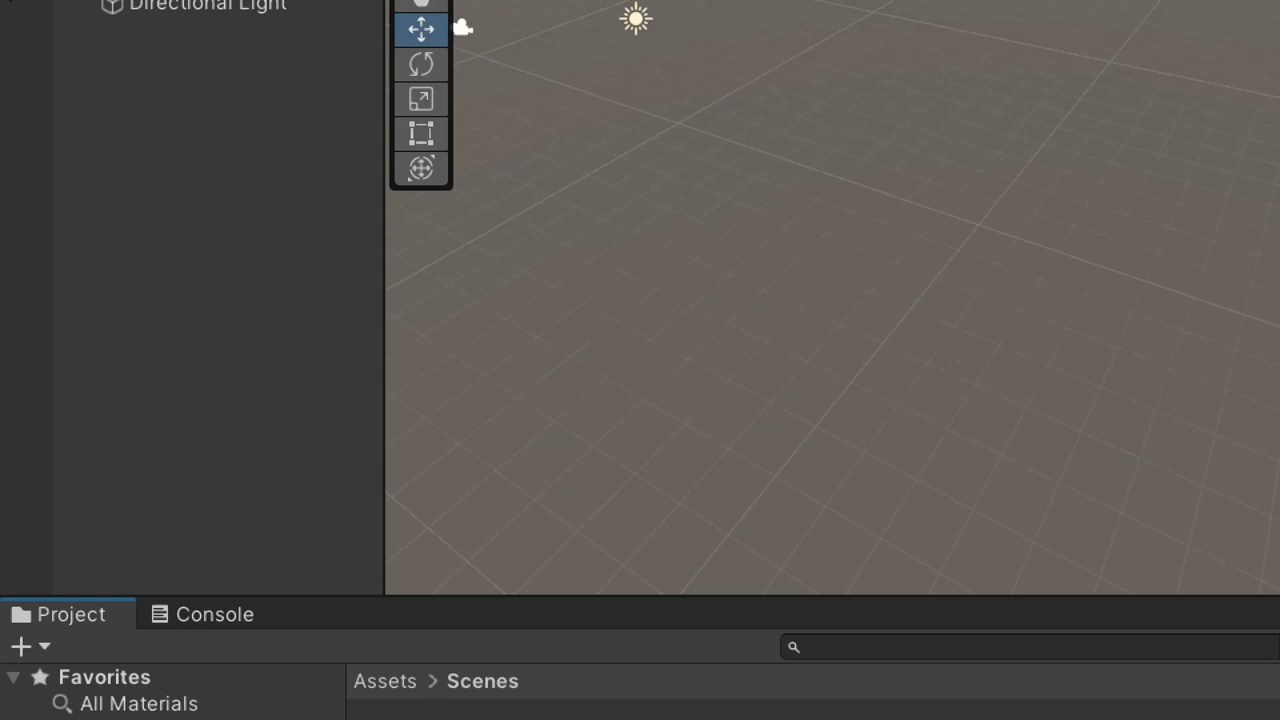 Directional Light
Project
Console
Favorites
Assets > Scenes
All Materials